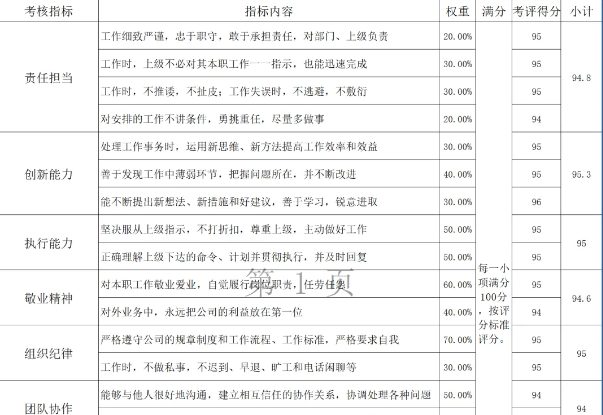 考核指标 指标内容 权重 满分 考评得分 小计
责任担当 工作细致严谨，忠于职守，敢于承担责任，对部门、上级负责 20.00% 95 94.8
工作时，上级不必对其本职工作一一指示，也能迅速完成 30.00% 95
工作时，不推诿，不扯皮；工作失误时，不逃避，不敷衍 30.00% 95
对安排的工作不讲条件，勇挑重任，尽量多做事 20.00% 94
创新能力 处理工作事务时，运用新思维、新方法提高工作效率和效益 30.00% 95 95.3
善于发现工作中薄弱环节，把握问题所在，并不断改进 40.00% 95
能不断提出新想法、新措施和好建议，善于学习，锐意进取 30.00% 96
执行能力 坚决服从上级指示，不打折扣，尊重上级，主动做好工作 50.00% 95 95
正确理解上级下达的命令、计划并贯彻执行，并及时回复 50.00% 95
第 1 页
每一小项满分100分，按评分标准评分。
敬业精神 对本职工作敬业爱业，自觉履行岗位职责，任劳任怨 60.00% 95 94.6
对外业务中，永远把公司的利益放在第一位 40.00% 94
组织纪律 严格遵守公司的规章制度和工作流程、工作标准，严格要求自我 70.00% 95 95
工作时，不做私事，不迟到、早退、旷工和电话闲聊等 30.00% 95
团队协作 能够与他人很好地沟通，建立相互信任的协作关系，协调处理各种问题 50.00% 94 94